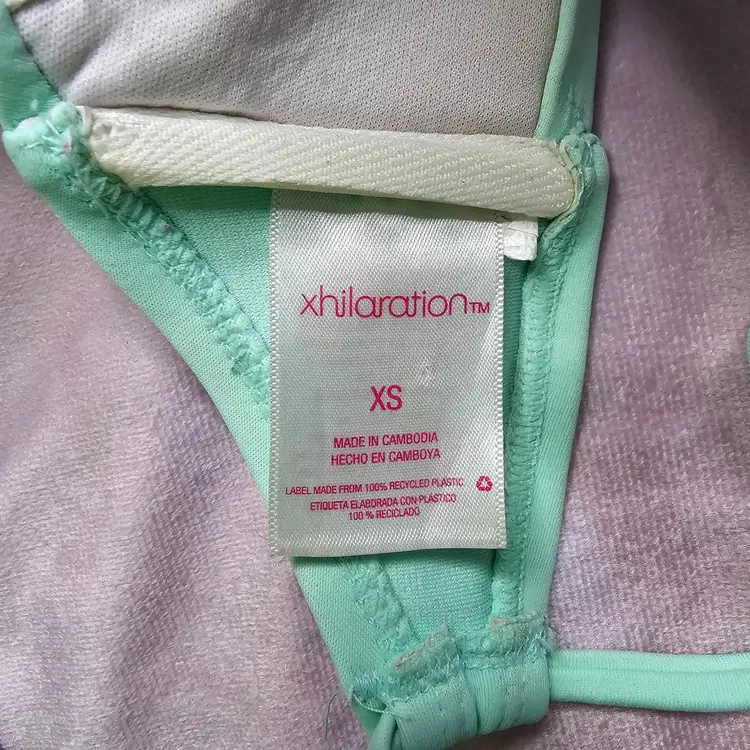 xhilaration™
XS
MADE IN CAMBODIA
HECHO EN CAMBOYA
LABEL MADE FROM 100% RECYCLED PLASTIC
ETIQUETA ELABORADA CON PLÁSTICO
100 % RECICLADO